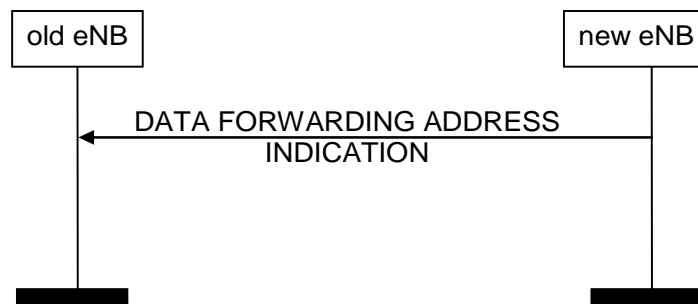 old eNB
new eNB
DATA FORWARDING ADDRESS
INDICATION